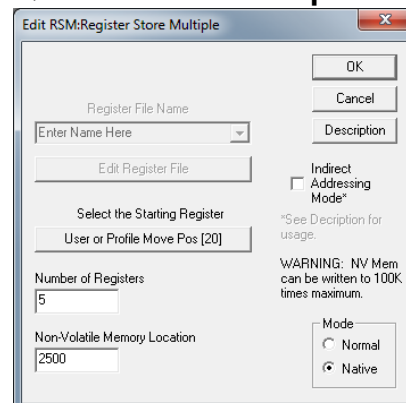 Edit RSM:Register Store Multiple
OK
Cancel
Description
Register File Name
Enter Name Here
Edit Register File
Select the Starting Register
User or Profile Move Pos [20]
Number of Registers
5
Non-Volatile Memory Location
2500
Indirect
Addressing
Mode*
*See Decription for
usage.
WARNING: NV Mem
can be written to 100K
times maximum.
Mode
Normal
Native